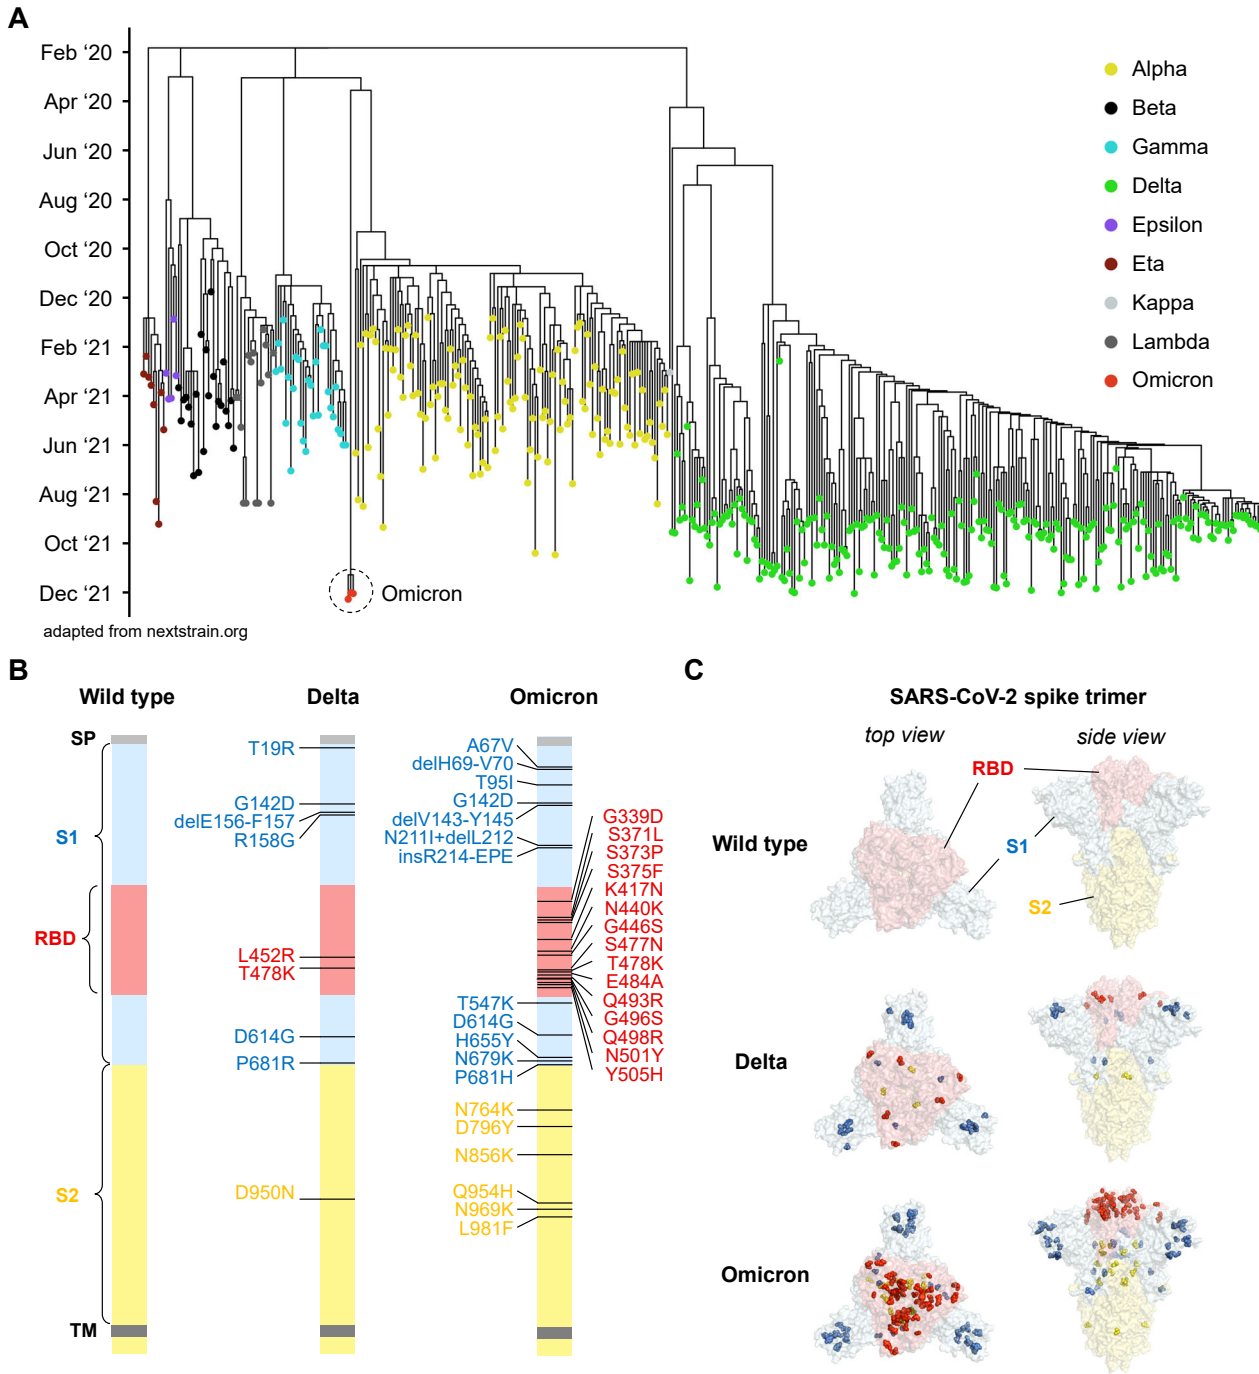 A
Feb ‘20
Apr ‘20
Jun ‘20
Aug ‘20
Oct ‘20
Dec ‘20
Feb ‘21
Apr ‘21
Jun ‘21
Aug ‘21
Oct ‘21
Dec ‘21
Alpha
Beta
Gamma
Delta
Epsilon
Eta
Kappa
Lambda
Omicron
Omicron
adapted from nextstrain.org
B
Wild type
Delta
Omicron
SP
S1
RBD
S2
TM
T19R
G142D
delE156-F157
R158G
L452R
T478K
D614G
P681R
D950N
A67V
delH69-V70
T95I
G142D
delV143-Y145
N211I+delL212
insR214-EPE
G339D
S371L
S373P
S375F
K417N
N440K
G446S
S477N
T478K
E484A
Q493R
G496S
Q498R
N501Y
Y505H
T547K
D614G
H655Y
N679K
P681H
N764K
D796Y
N856K
Q954H
N969K
L981F
C
SARS-CoV-2 spike trimer
top view
side view
RBD
Wild type
S1
S2
Delta
Omicron